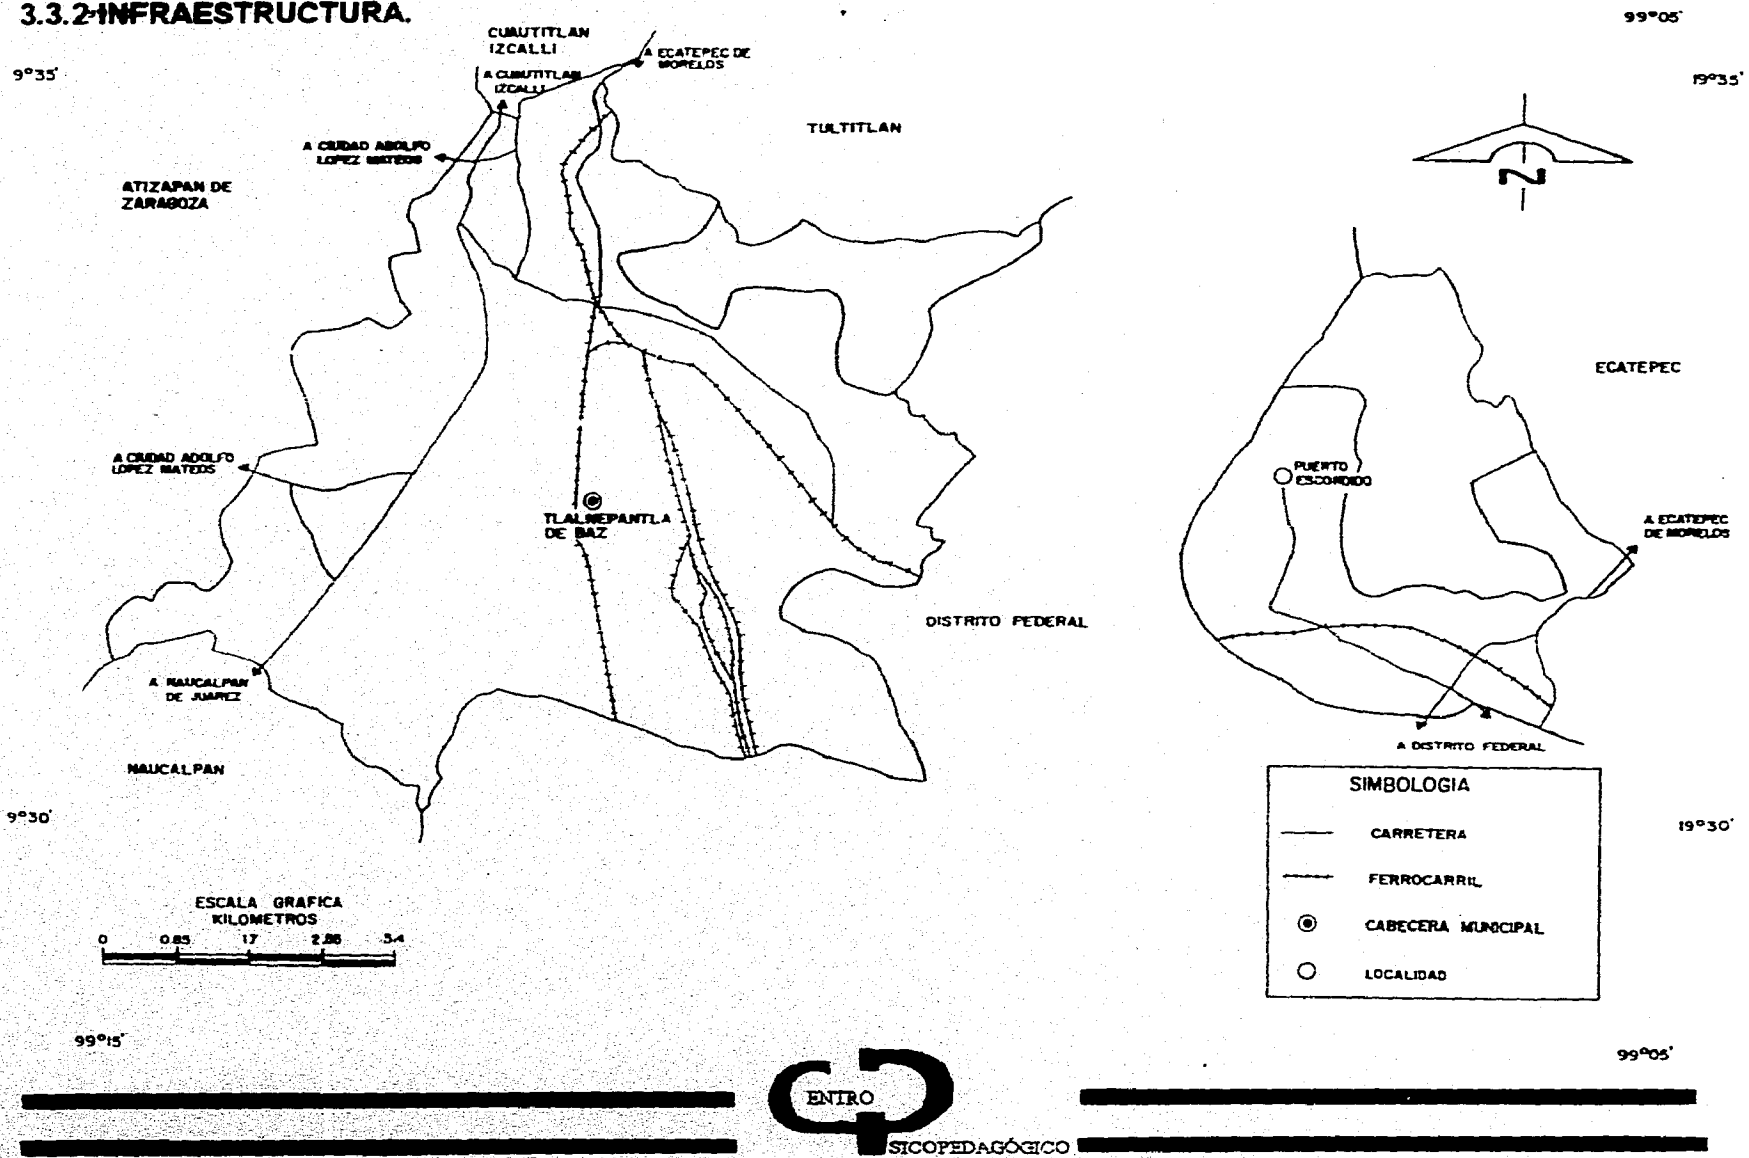 3.3.2-INFRAESTRUCTURA.
99°05'
CUAUTITLAN
IZCALLI
A ECATEPEC DE
MORELOS
9°35'
19°35'
A CUAUTITLAN
IZCALLI
TULTITLAN
A CIUDAD ADOLFO
LOPEZ MATEOS
ATIZAPAN DE
ZARAGOZA
N
ECATEPEC
A CIUDAD ADOLFO
LOPEZ MATEOS
PUERTO
ESCONDIDO
TLALNEPANTLA
DE BAZ
A ECATEPEC
DE MORELOS
DISTRITO FEDERAL
A NAUCALPAN
DE JUAREZ
A DISTRITO FEDERAL
NAUCALPAN
SIMBOLOGIA
9°30'
19°30'
CARRETERA
FERROCARRIL
CABECERA MUNICIPAL
LOCALIDAD
ESCALA GRAFICA
KILOMETROS
0 0.85 1.7 2.55 3.4
99°15'
99°05'
CENTRO
PSICOPEDAGÓGICO